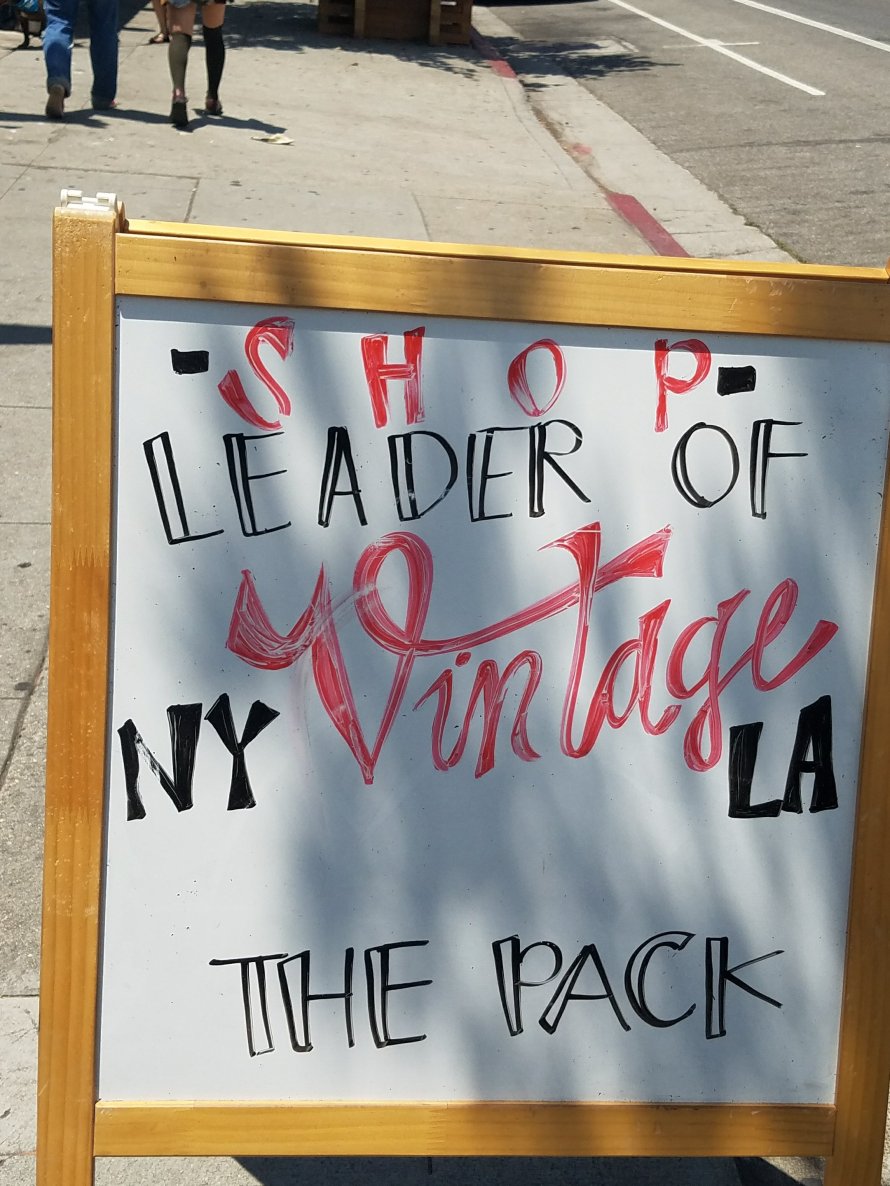 - SHOP -
LEADER OF
Vintage
NY LA
THE PACK